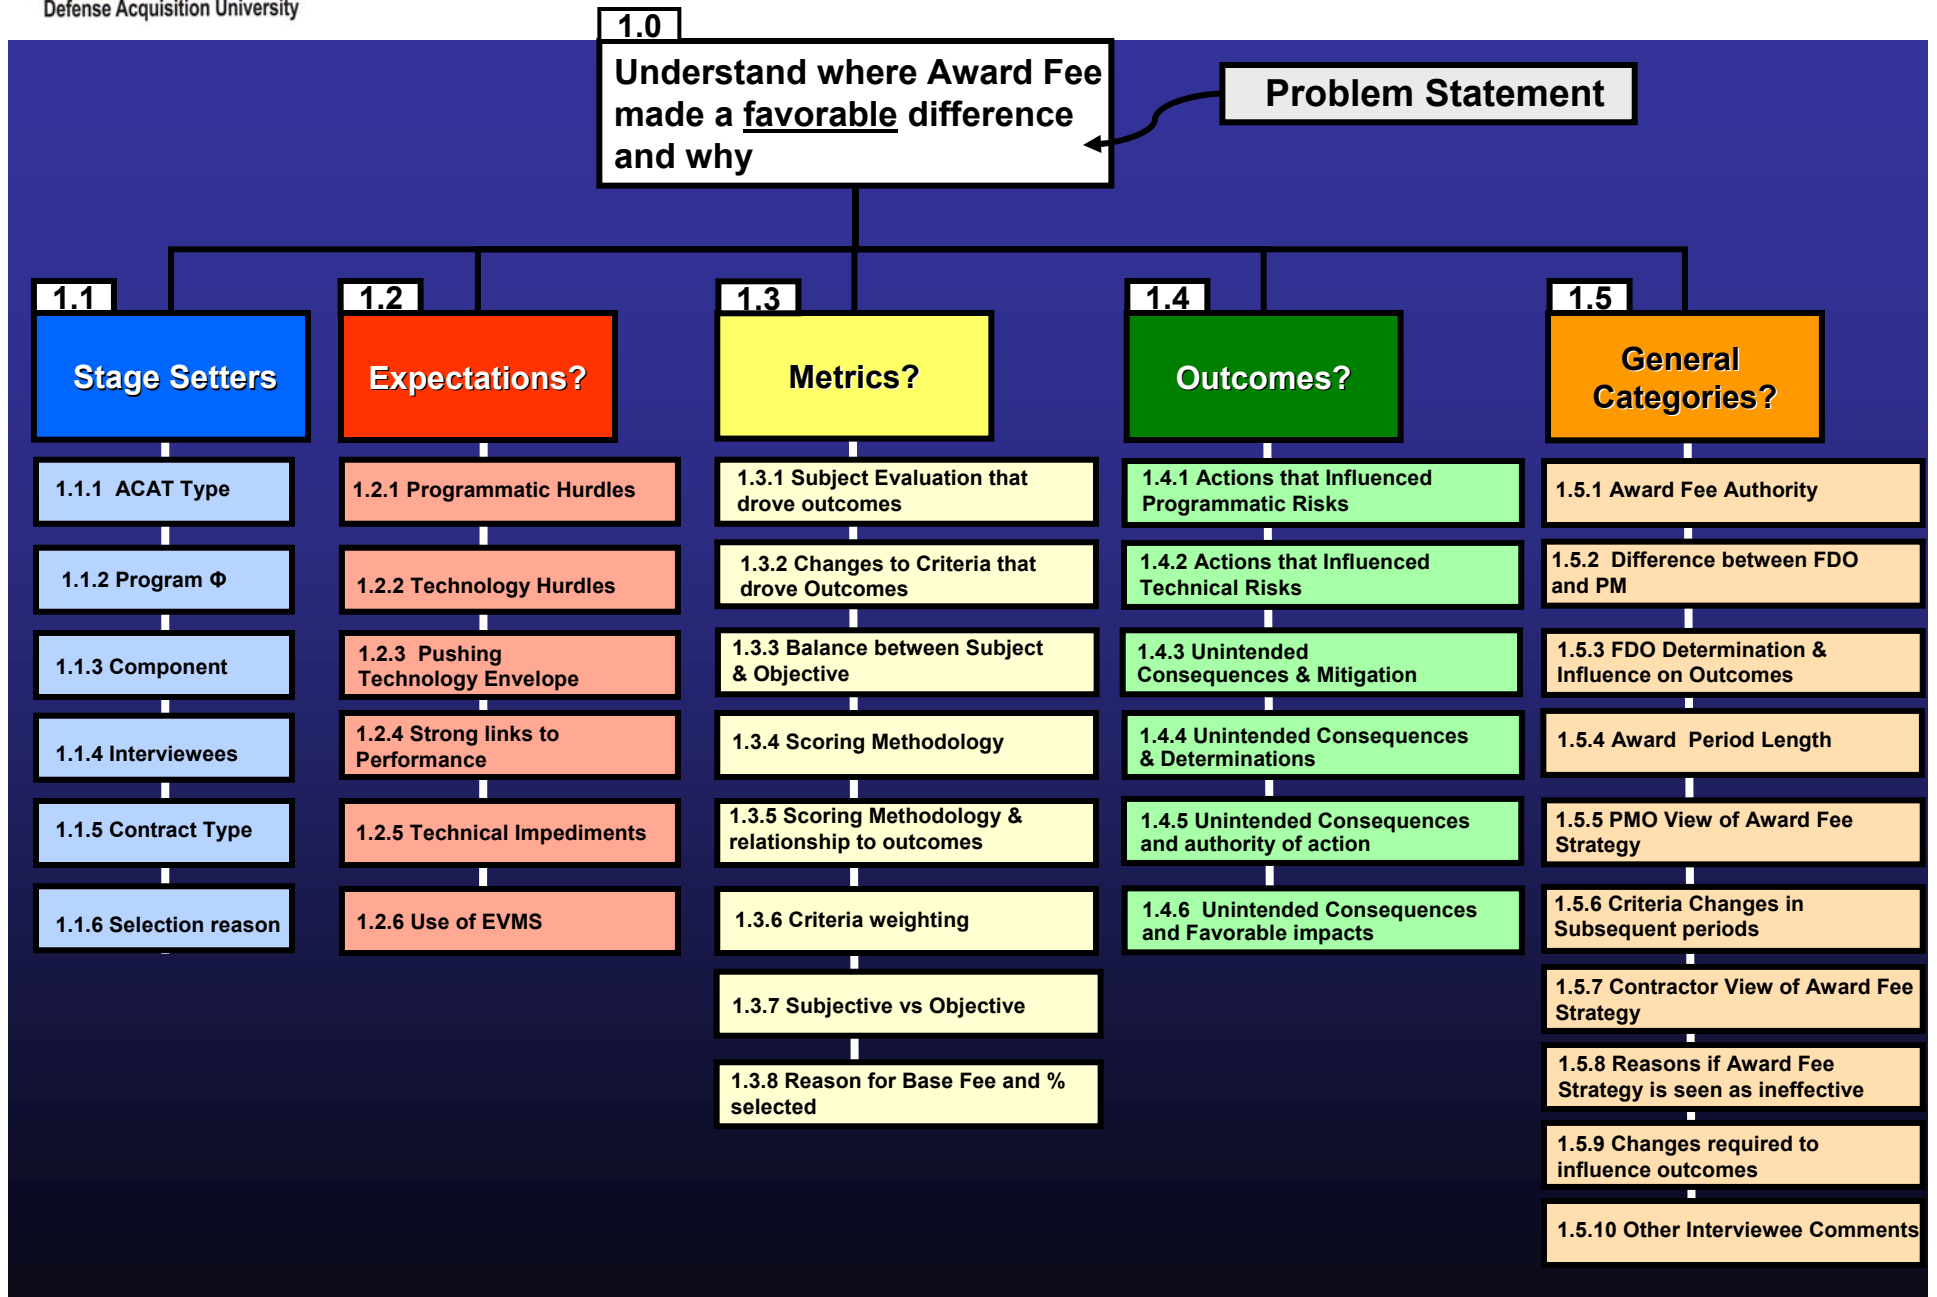 Defense Acquisition University
1.0
Understand where Award Fee
made a favorable difference
and why
Problem Statement
1.1
Stage Setters
1.1.1 ACAT Type
1.1.2 Program Φ
1.1.3 Component
1.1.4 Interviewees
1.1.5 Contract Type
1.1.6 Selection reason
1.2
Expectations?
1.2.1 Programmatic Hurdles
1.2.2 Technology Hurdles
1.2.3 Pushing
Technology Envelope
1.2.4 Strong links to
Performance
1.2.5 Technical Impediments
1.2.6 Use of EVMS
1.3
Metrics?
1.3.1 Subject Evaluation that
drove outcomes
1.3.2 Changes to Criteria that
drove Outcomes
1.3.3 Balance between Subject
& Objective
1.3.4 Scoring Methodology
1.3.5 Scoring Methodology &
relationship to outcomes
1.3.6 Criteria weighting
1.3.7 Subjective vs Objective
1.3.8 Reason for Base Fee and %
selected
1.4
Outcomes?
1.4.1 Actions that Influenced
Programmatic Risks
1.4.2 Actions that Influenced
Technical Risks
1.4.3 Unintended
Consequences & Mitigation
1.4.4 Unintended Consequences
& Determinations
1.4.5 Unintended Consequences
and authority of action
1.4.6 Unintended Consequences
and Favorable impacts
1.5
General
Categories?
1.5.1 Award Fee Authority
1.5.2 Difference between FDO
and PM
1.5.3 FDO Determination &
Influence on Outcomes
1.5.4 Award Period Length
1.5.5 PMO View of Award Fee
Strategy
1.5.6 Criteria Changes in
Subsequent periods
1.5.7 Contractor View of Award Fee
Strategy
1.5.8 Reasons if Award Fee
Strategy is seen as ineffective
1.5.9 Changes required to
influence outcomes
1.5.10 Other Interviewee Comments